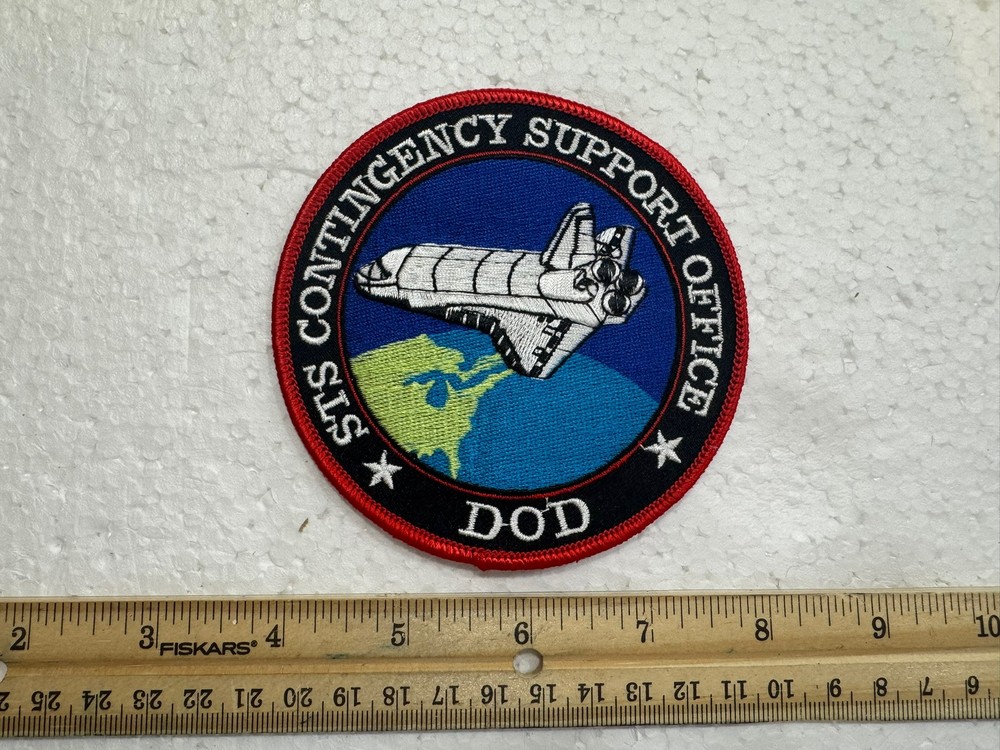 STS CONTINGENCY SUPPORT OFFICE
DOD
2 3 FISKARS® 4 5 6 7 8 9 10
25 24 23 22 21 20 19 18 17 16 15 14 13 12 11 10 9 8 7 6